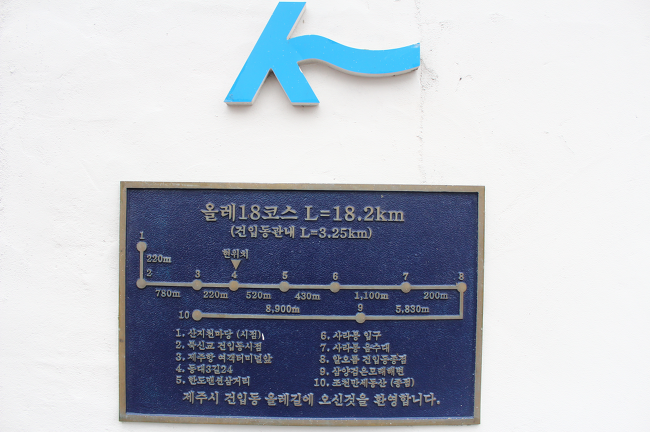 올레18코스 L=18.2km
(건입동관내 L=3.25km)
현위치
1
220m
2 3 4 5 6 7 8
780m 220m 520m 430m 1,100m 200m
10 8,900m 9 5,830m
1. 산지천마당 (시점)
2. 북신교 건입동시점
3. 제주항 여객터미널앞
4. 동대3길24
5. 한도맨션삼거리
6. 사라봉 입구
7. 사라봉 음수대
8. 알오름 건입동종점
9. 삼양검은모래해변
10. 조천만세동산 (종점)
제주시 건입동 올레길에 오신것을 환영합니다.